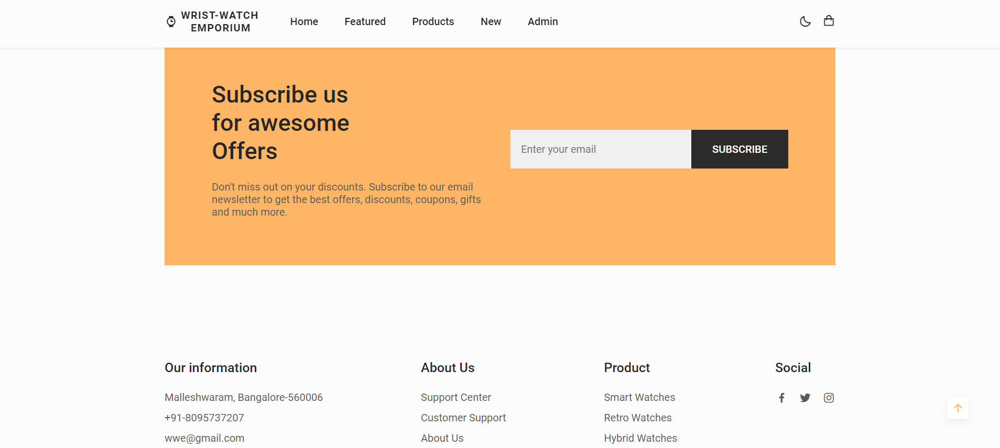 WRIST-WATCH
EMPORIUM
Home Featured Products New Admin
Subscribe us
for awesome
Offers
Don't miss out on your discounts. Subscribe to our email
newsletter to get the best offers, discounts, coupons, gifts
and much more.
Enter your email SUBSCRIBE
Our information
Malleshwaram, Bangalore-560006
+91-8095737207
wwe@gmail.com
About Us
Support Center
Customer Support
About Us
Product
Smart Watches
Retro Watches
Hybrid Watches
Social